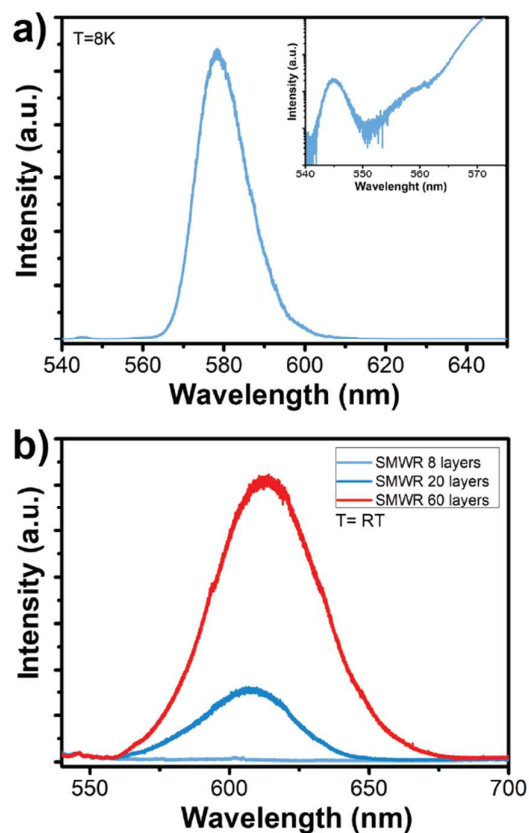 a)
T=8K
Intensity (a.u.)
Intensity (a.u.)
540 550 560 570
Wavelenght (nm)
540 560 580 600 620 640
Wavelength (nm)
b)
SMWR 8 layers
SMWR 20 layers
SMWR 60 layers
T= RT
Intensity (a.u.)
550 600 650 700
Wavelength (nm)